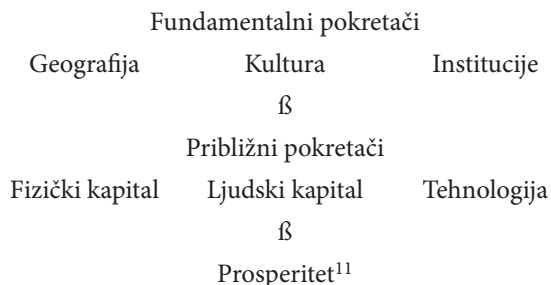 Fundamentalni pokretači
Geografija Kultura Institucije
ß
Približni pokretači
Fizički kapital Ljudski kapital Tehnologija
ß
Prosperitet¹¹